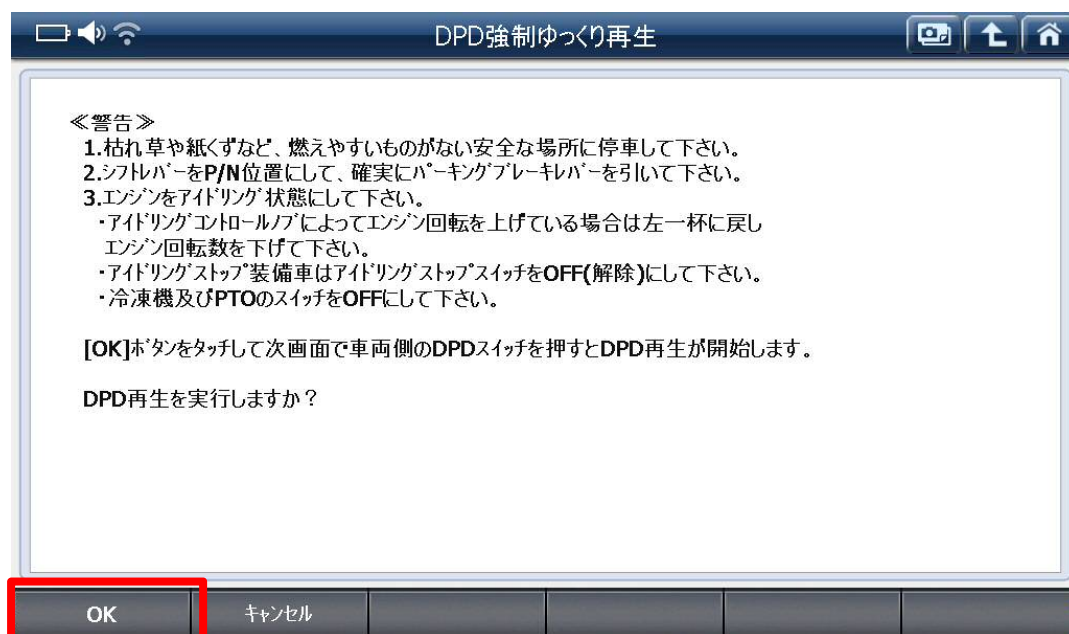 DPD強制ゆっくり再生
≪警告≫
1.枯れ草や紙くずなど、燃えやすいものがない安全な場所に停車して下さい。
2.ｼﾌﾄﾚﾊﾞｰをP/N位置にして、確実にﾊﾟｰｷﾝｸﾞﾌﾞﾚｰｷﾚﾊﾞｰを引いて下さい。
3.ｴﾝｼﾞﾝをｱｲﾄﾞﾘﾝｸﾞ状態にして下さい。
・ｱｲﾄﾞﾘﾝｸﾞｺﾝﾄﾛｰﾙﾉﾌﾞによってｴﾝｼﾞﾝ回転を上げている場合は左一杯に戻し
ｴﾝｼﾞﾝ回転数を下げて下さい。
・ｱｲﾄﾞﾘﾝｸﾞｽﾄｯﾌﾟ装備車はｱｲﾄﾞﾘﾝｸﾞｽﾄｯﾌﾟｽｲｯﾁをOFF(解除)にして下さい。
・冷凍機及びPTOのｽｲｯﾁをOFFにして下さい。
[OK]ﾎﾞﾀﾝをﾀｯﾁして次画面で車両側のDPDｽｲｯﾁを押すとDPD再生が開始します。
DPD再生を実行しますか？
OK
ｷｬﾝｾﾙ